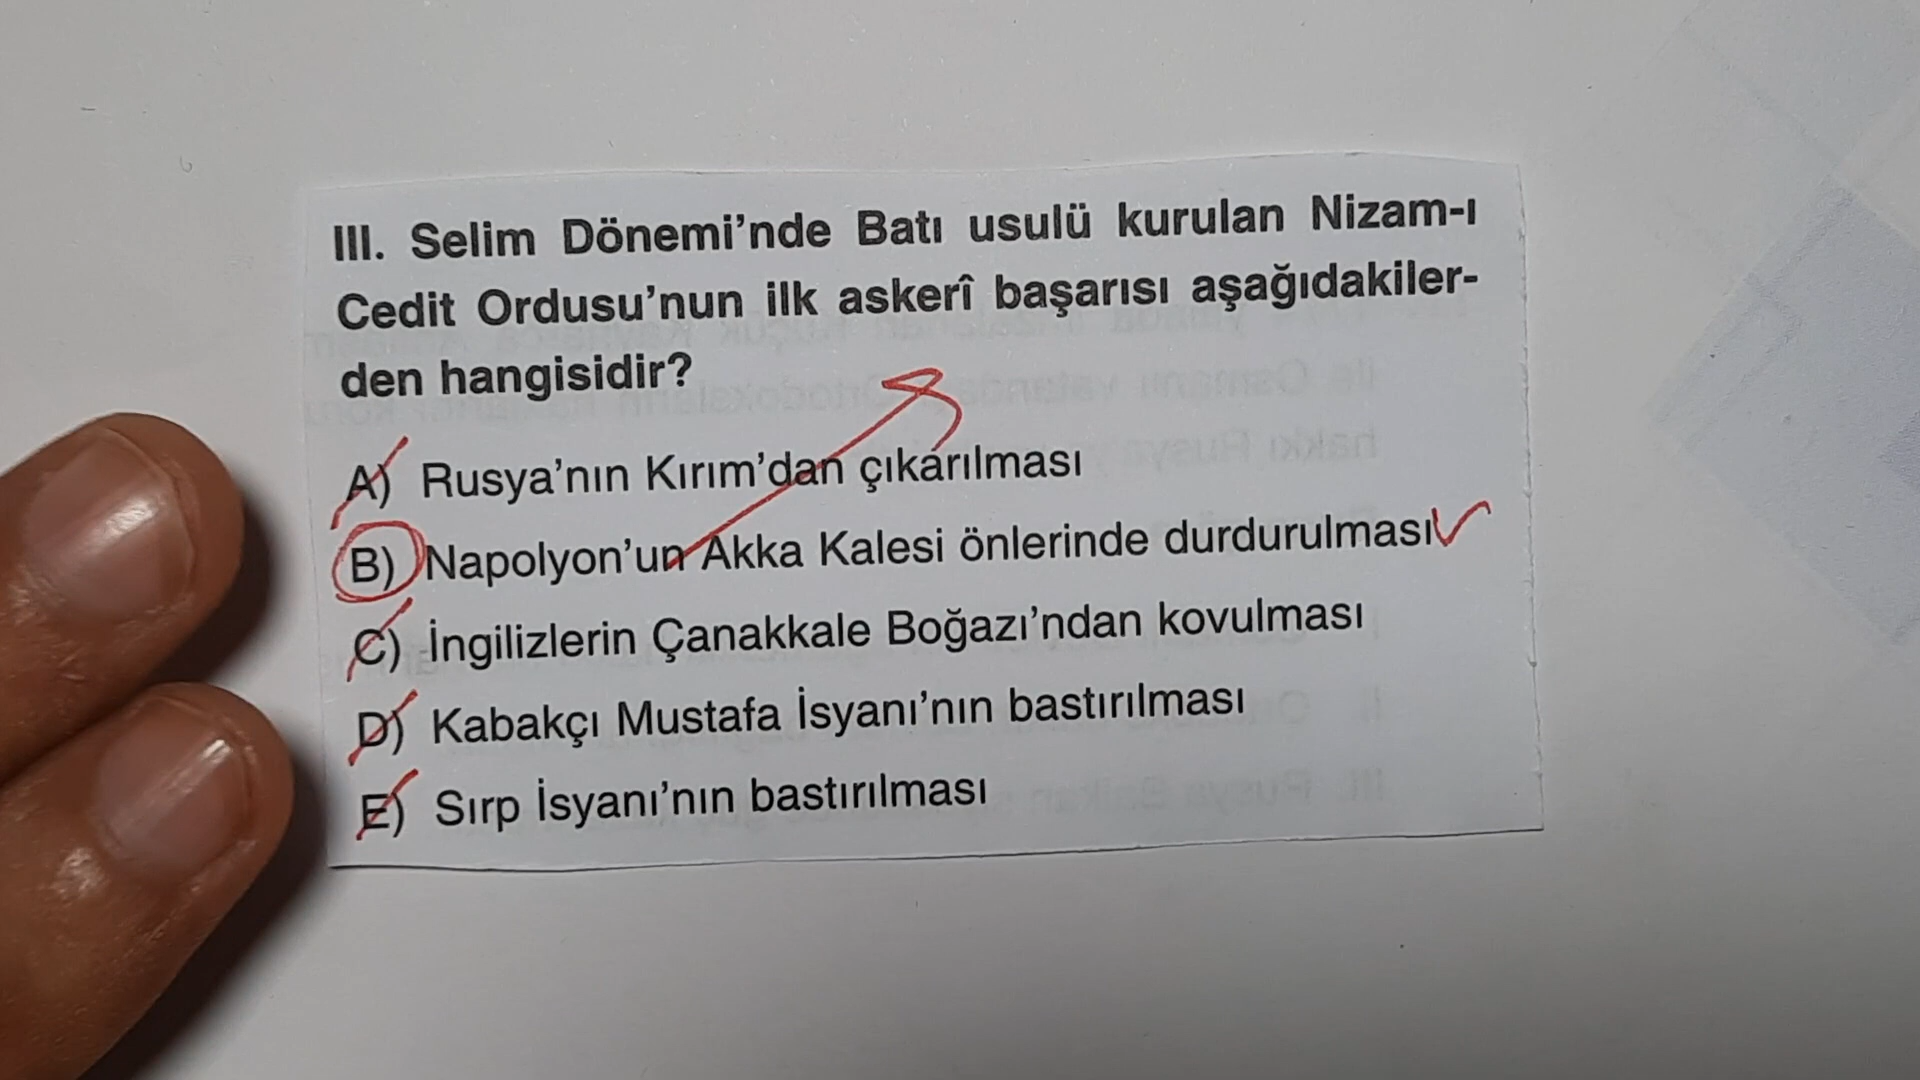 III. Selim Dönemi'nde Batı usulü kurulan Nizam-ı
Cedit Ordusu'nun ilk askerî başarısı aşağıdakiler-
den hangisidir?
A) Rusya'nın Kırım'dan çıkarılması
B) Napolyon'un Akka Kalesi önlerinde durdurulması
C) İngilizlerin Çanakkale Boğazı'ndan kovulması
D) Kabakçı Mustafa İsyanı'nın bastırılması
E) Sırp İsyanı'nın bastırılması